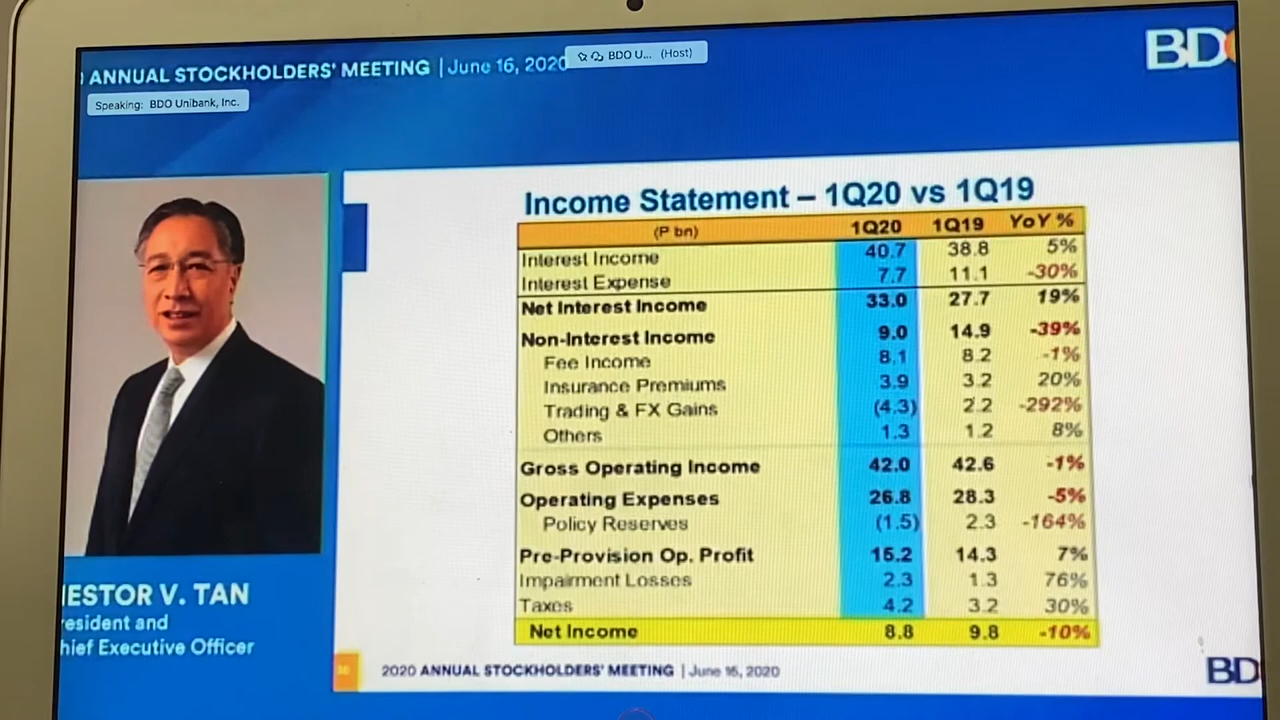 ANNUAL STOCKHOLDERS' MEETING | June 16, 2020
BDO U... (Host)
BD
Speaking: BDO Unibank, Inc.
Income Statement – 1Q20 vs 1Q19
(P bn) 1Q20 1Q19 YoY %
Interest Income 40.7 38.8 5%
Interest Expense 7.7 11.1 -30%
Net Interest Income 33.0 27.7 19%
Non-Interest Income 9.0 14.9 -39%
Fee Income 8.1 8.2 -1%
Insurance Premiums 3.9 3.2 20%
Trading & FX Gains (4.3) 2.2 -292%
Others 1.3 1.2 8%
Gross Operating Income 42.0 42.6 -1%
Operating Expenses 26.8 28.3 -5%
Policy Reserves (1.5) 2.3 -164%
Pre-Provision Op. Profit 15.2 14.3 7%
Impairment Losses 2.3 1.3 76%
Taxes 4.2 3.2 30%
Net Income 8.8 9.8 -10%
ESTOR V. TAN
resident and
hief Executive Officer
2020 ANNUAL STOCKHOLDERS' MEETING | June 16, 2020
BD